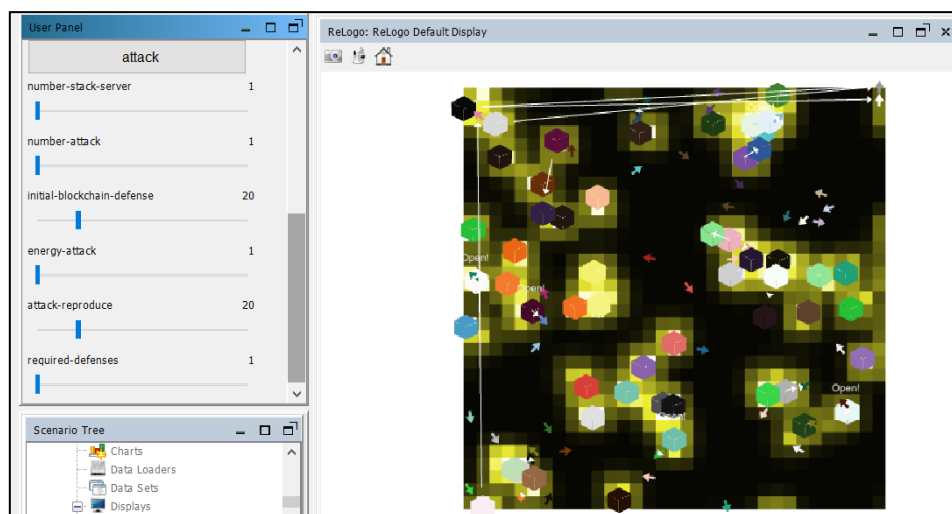 User Panel
attack
number-stack-server 1
number-attack 1
initial-blockchain-defense 20
energy-attack 1
attack-reproduce 20
required-defenses 1
Scenario Tree
Charts
Data Loaders
Data Sets
Displays
ReLogo: ReLogo Default Display
Open!
Open!
Open!
Open!